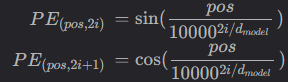 PE(pos,2i) = sin(pos / 10000^(2i/d_model))
PE(pos,2i+1) = cos(pos / 10000^(2i/d_model))